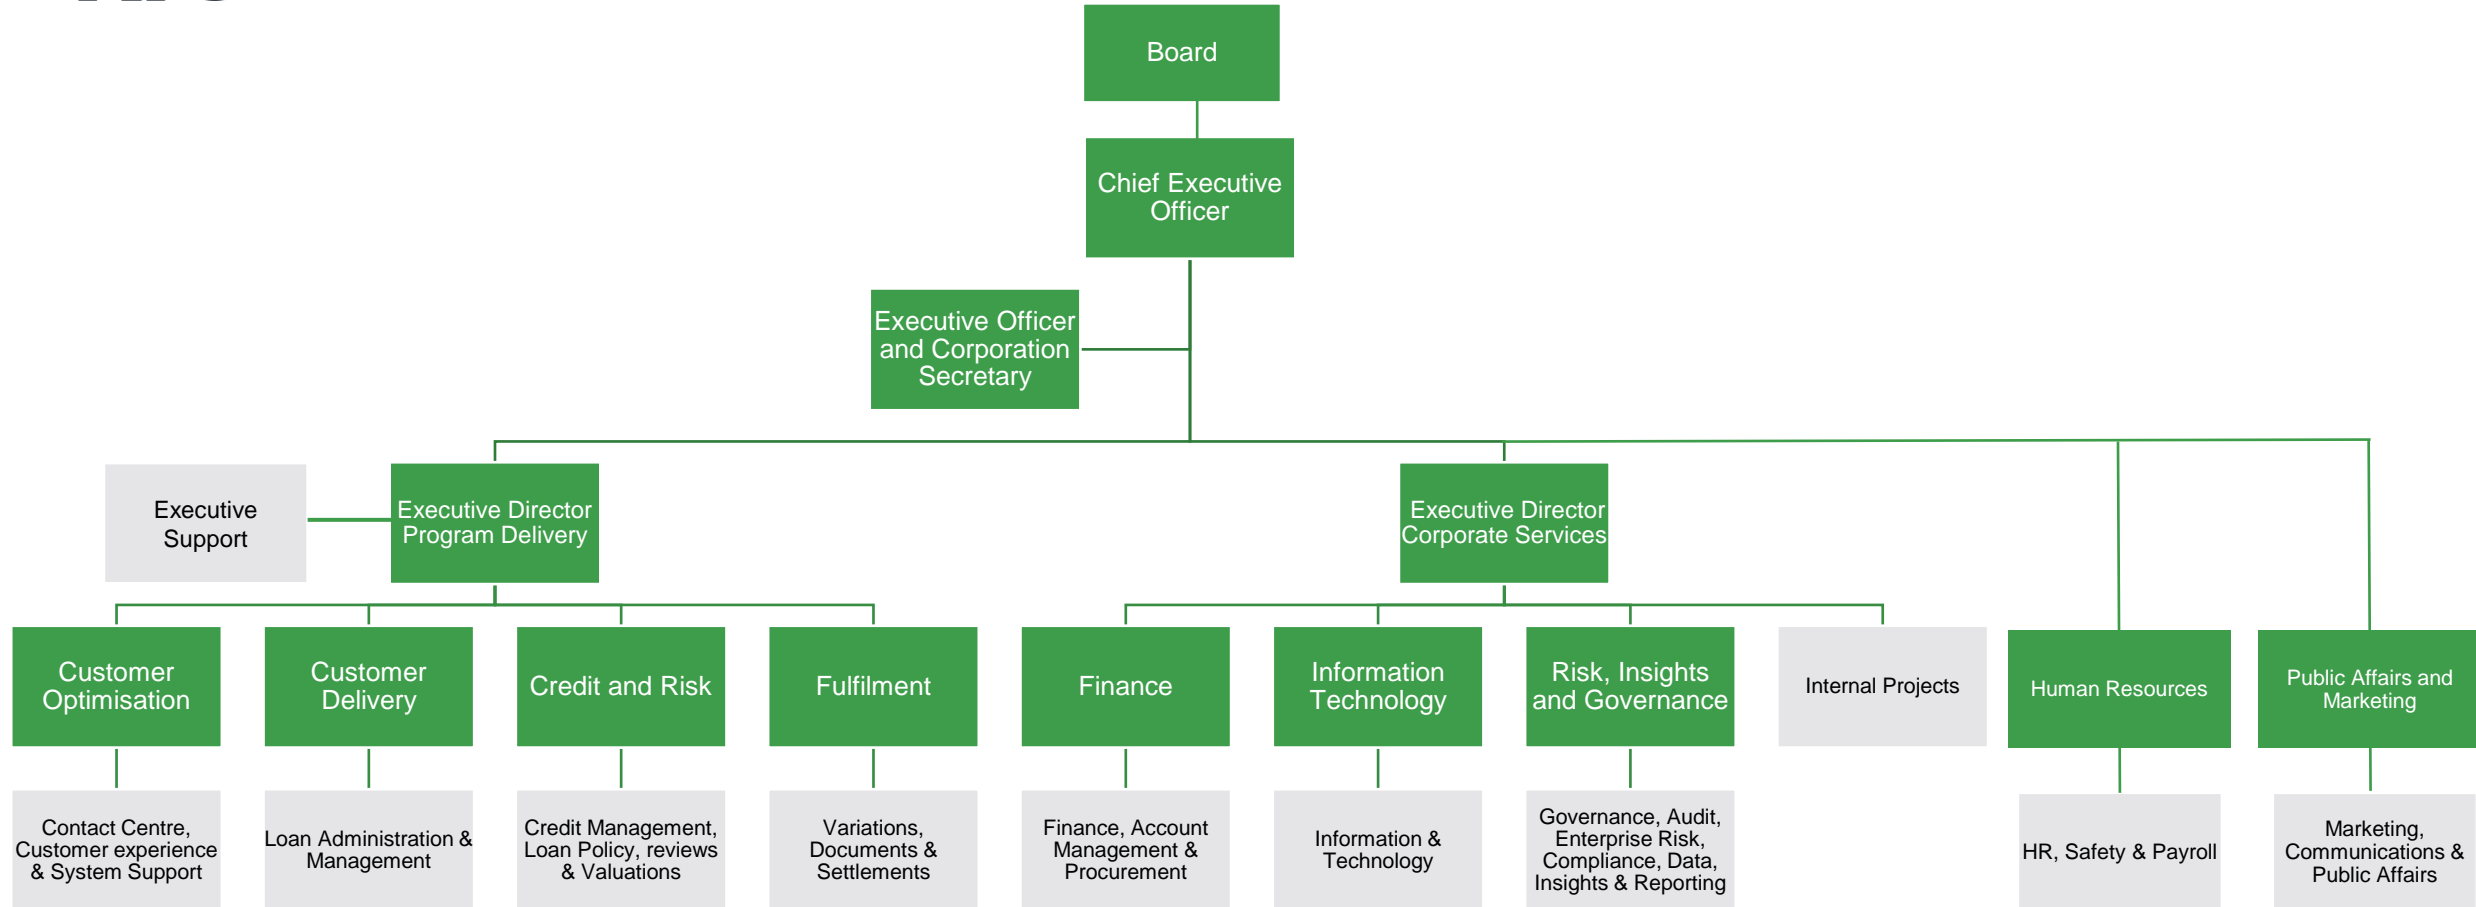 Board
Chief Executive
Officer
Executive Officer
and Corporation
Secretary
Executive
Support
Executive Director
Program Delivery
Executive Director
Corporate Services
Customer
Optimisation
Customer
Delivery
Credit and Risk
Fulfilment
Finance
Information
Technology
Risk, Insights
and Governance
Internal Projects
Human Resources
Public Affairs and
Marketing
Contact Centre,
Customer experience
& System Support
Loan Administration &
Management
Credit Management,
Loan Policy, reviews
& Valuations
Variations,
Documents &
Settlements
Finance, Account
Management &
Procurement
Information &
Technology
Governance, Audit,
Enterprise Risk,
Compliance, Data,
Insights & Reporting
HR, Safety & Payroll
Marketing,
Communications &
Public Affairs